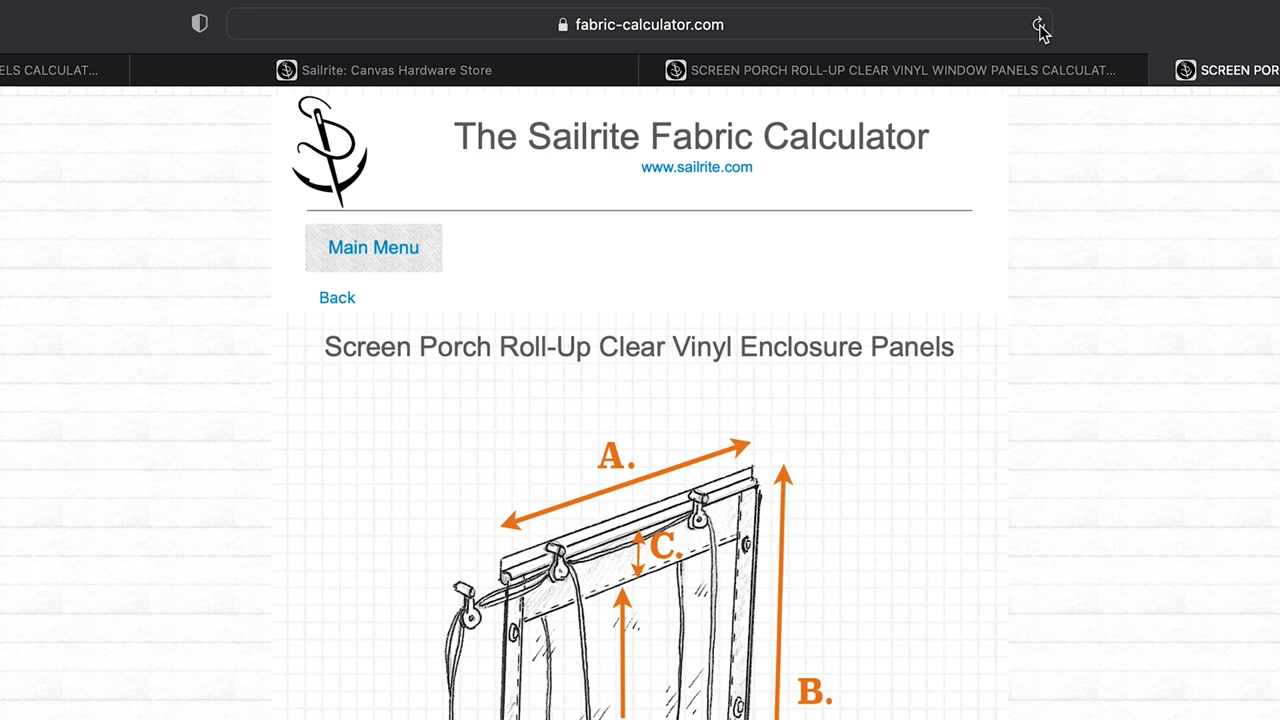 fabric-calculator.com
ELS CALCULAT...
Sailrite: Canvas Hardware Store
SCREEN PORCH ROLL-UP CLEAR VINYL WINDOW PANELS CALCULAT...
SCREEN POR
The Sailrite Fabric Calculator
www.sailrite.com
Main Menu
Back
Screen Porch Roll-Up Clear Vinyl Enclosure Panels
A.
C.
B.